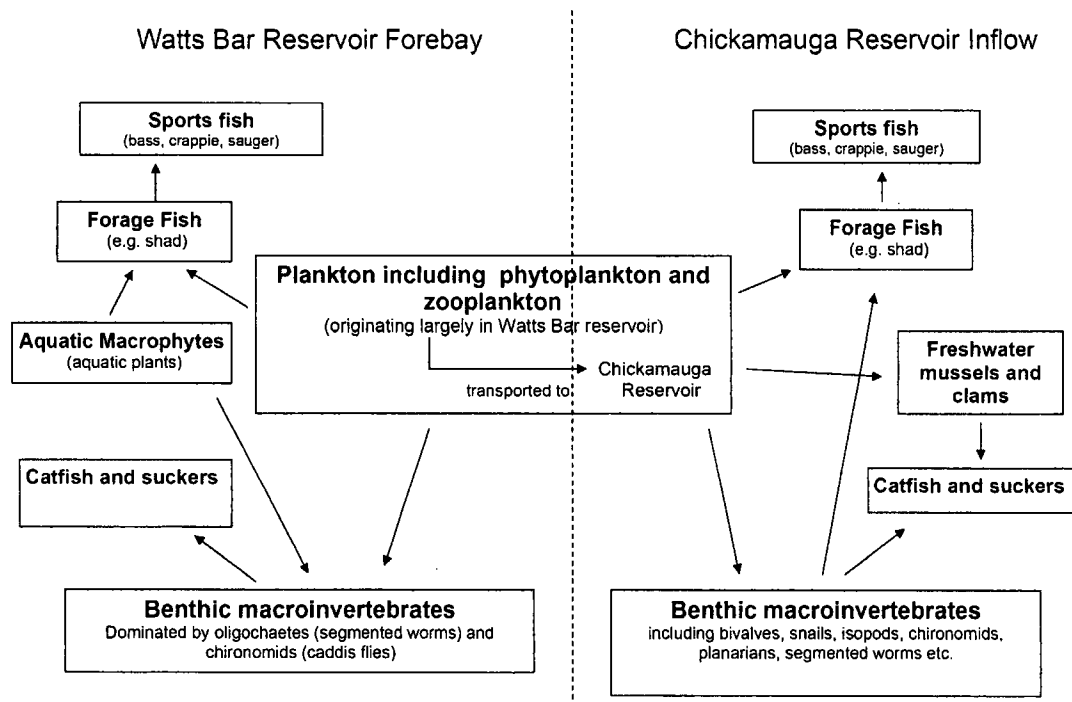 Watts Bar Reservoir Forebay
Chickamauga Reservoir Inflow
Sports fish
(bass, crappie, sauger)
Forage Fish
(e.g. shad)
Aquatic Macrophytes
(aquatic plants)
Catfish and suckers
Benthic macroinvertebrates
Dominated by oligochaetes (segmented worms) and
chironomids (caddis flies)
Plankton including phytoplankton and
zooplankton
(originating largely in Watts Bar reservoir)
transported to
Chickamauga
Reservoir
Sports fish
(bass, crappie, sauger)
Forage Fish
(e.g. shad)
Freshwater
mussels and
clams
Catfish and suckers
Benthic macroinvertebrates
including bivalves, snails, isopods, chironomids,
planarians, segmented worms etc.